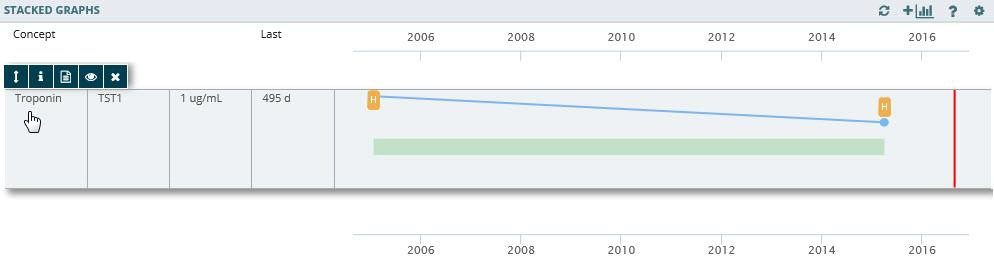 STACKED GRAPHS
Concept Last
2006 2008 2010 2012 2014 2016
Troponin TST1 1 ug/mL 495 d
H
H
2006 2008 2010 2012 2014 2016